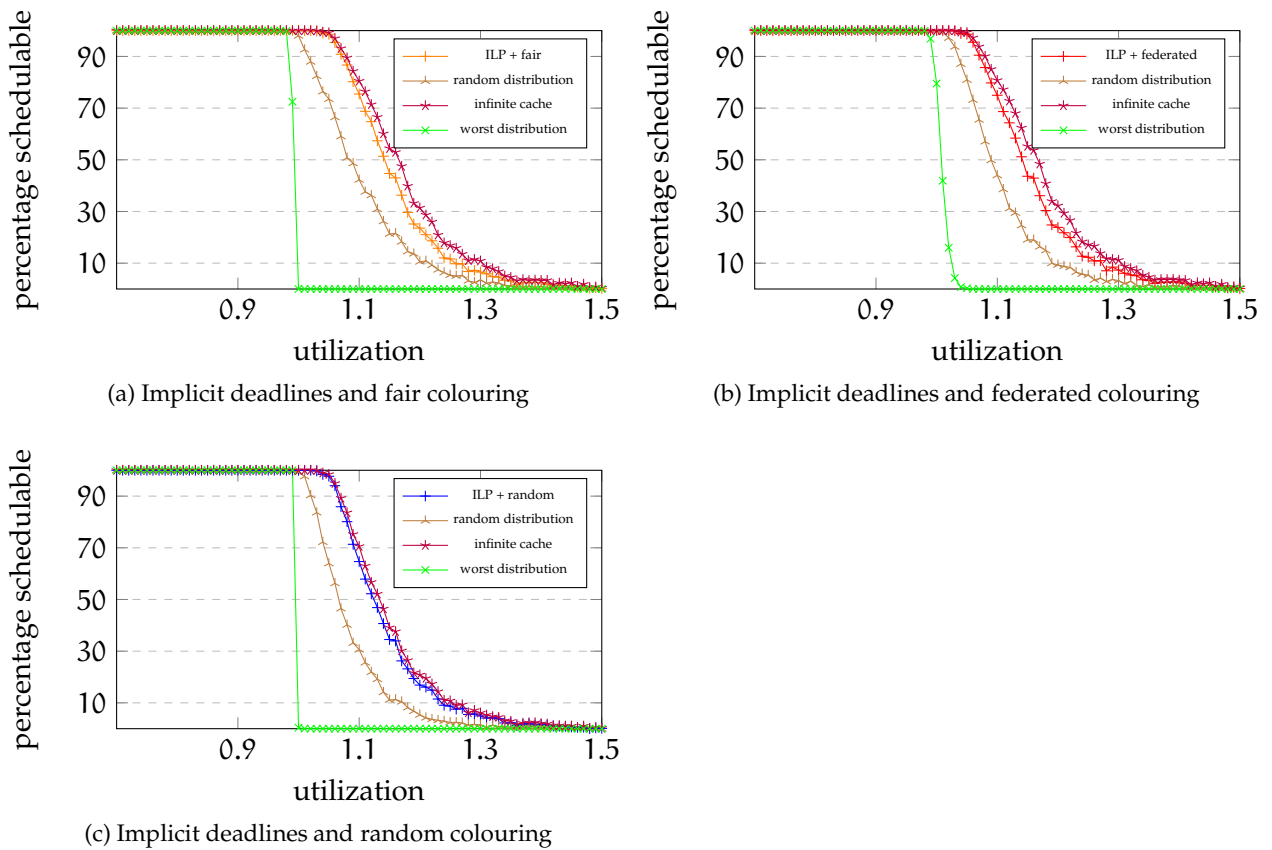 percentage schedulable
90
70
50
30
10
0.9
1.1
1.3
1.5
utilization
ILP + fair
random distribution
infinite cache
worst distribution
(a) Implicit deadlines and fair colouring
percentage schedulable
90
70
50
30
10
0.9
1.1
1.3
1.5
utilization
ILP + federated
random distribution
infinite cache
worst distribution
(b) Implicit deadlines and federated colouring
percentage schedulable
90
70
50
30
10
0.9
1.1
1.3
1.5
utilization
ILP + random
random distribution
infinite cache
worst distribution
(c) Implicit deadlines and random colouring